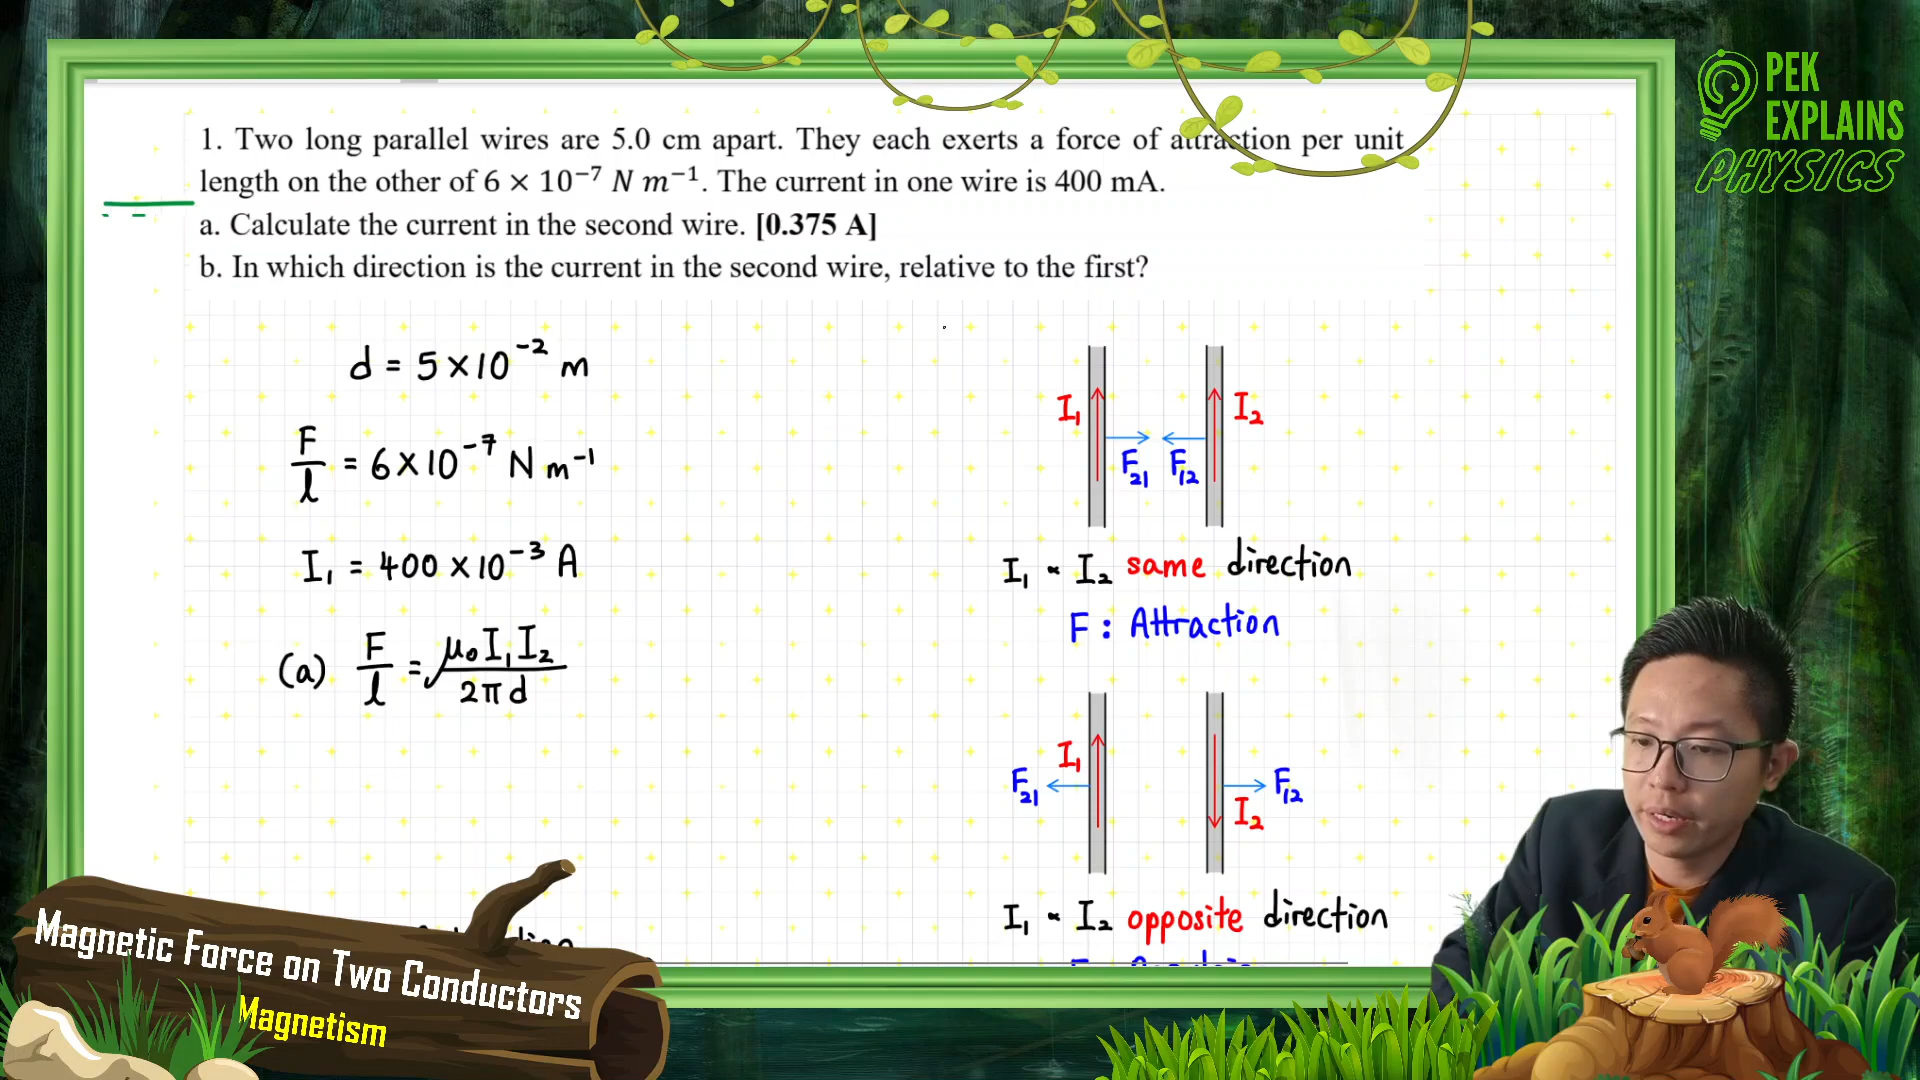 PEK
EXPLAINS
PHYSICS
1. Two long parallel wires are 5.0 cm apart. They each exerts a force of attraction per unit
length on the other of 6 × 10⁻⁷ N m⁻¹. The current in one wire is 400 mA.
a. Calculate the current in the second wire. [0.375 A]
b. In which direction is the current in the second wire, relative to the first?
d = 5 × 10⁻² m
F/l = 6 × 10⁻⁷ N m⁻¹
I₁ = 400 × 10⁻³ A
(a) F/l = μ₀ I₁ I₂ / 2π d
I₁ I₂
F₂₁ F₁₂
I₁ & I₂ same direction
F : Attraction
I₁
F₂₁ F₁₂
I₂
I₁ & I₂ opposite direction
Magnetic Force on Two Conductors
Magnetism